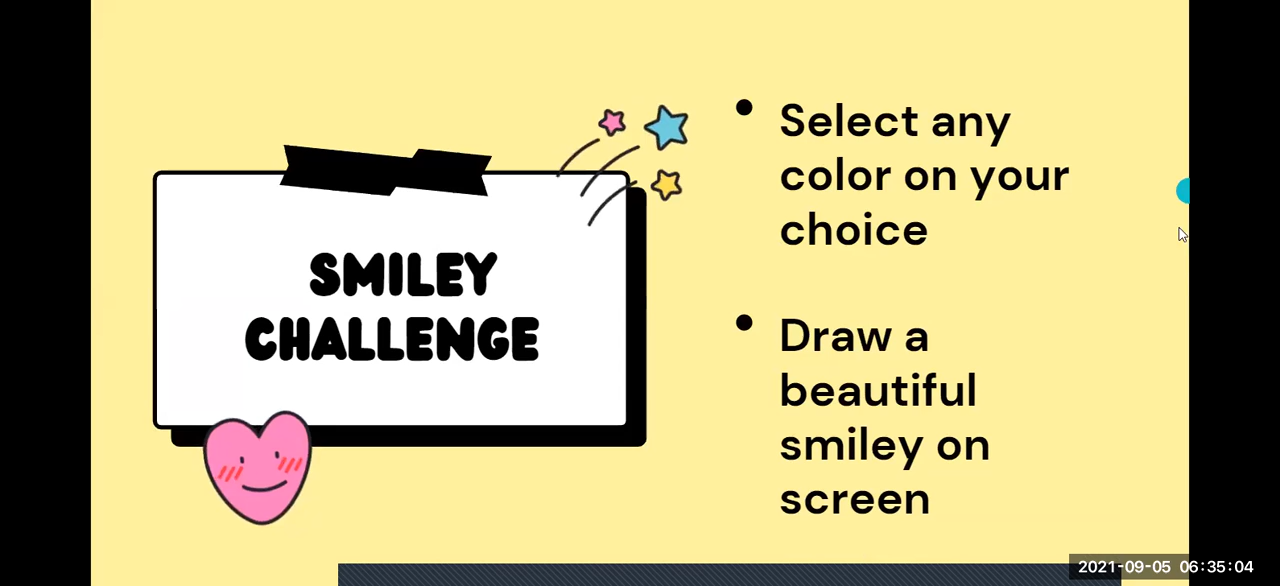 SMILEY
CHALLENGE
• Select any
color on your
choice
• Draw a
beautiful
smiley on
screen
2021-09-05 06:35:04